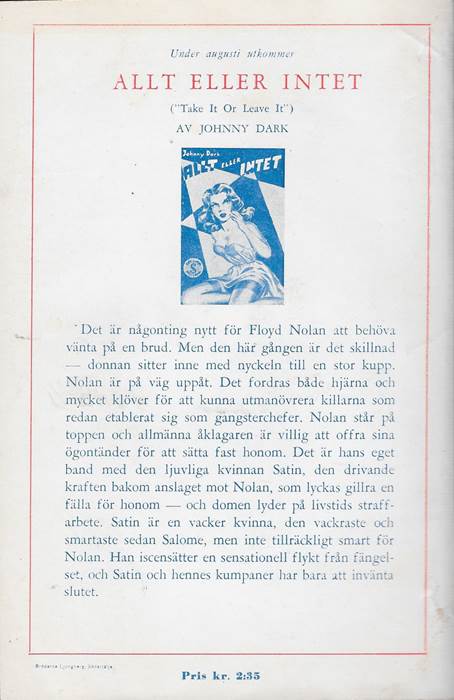 Under augusti utkommer
ALLT ELLER INTET
("Take It Or Leave It")
AV JOHNNY DARK
Johnny Dark
ALLT ELLER INTET
S
Det är någonting nytt för Floyd Nolan att behöva
vänta på en brud. Men den här gången är det skillnad
— donnan sitter inne med nyckeln till en stor kupp.
Nolan är på väg uppåt. Det fordras både hjärna och
mycket klöver för att kunna utmanövrera killarna som
redan etablerat sig som gangsterchefer. Nolan står på
toppen och allmänna åklagaren är villig att offra sina
ögontänder för att sätta fast honom. Det är hans eget
band med den ljuvliga kvinnan Satin, den drivande
kraften bakom anslaget mot Nolan, som lyckas gillra en
fälla för honom — och domen lyder på livstids straff-
arbete. Satin är en vacker kvinna, den vackraste och
smartaste sedan Salome, men inte tillräckligt smart för
Nolan. Han iscensätter en sensationell flykt från fängel-
set, och Satin och hennes kumpaner har bara att invänta
slutet.
Bröderna Ljungberg, Södertälje
Pris kr. 2:35